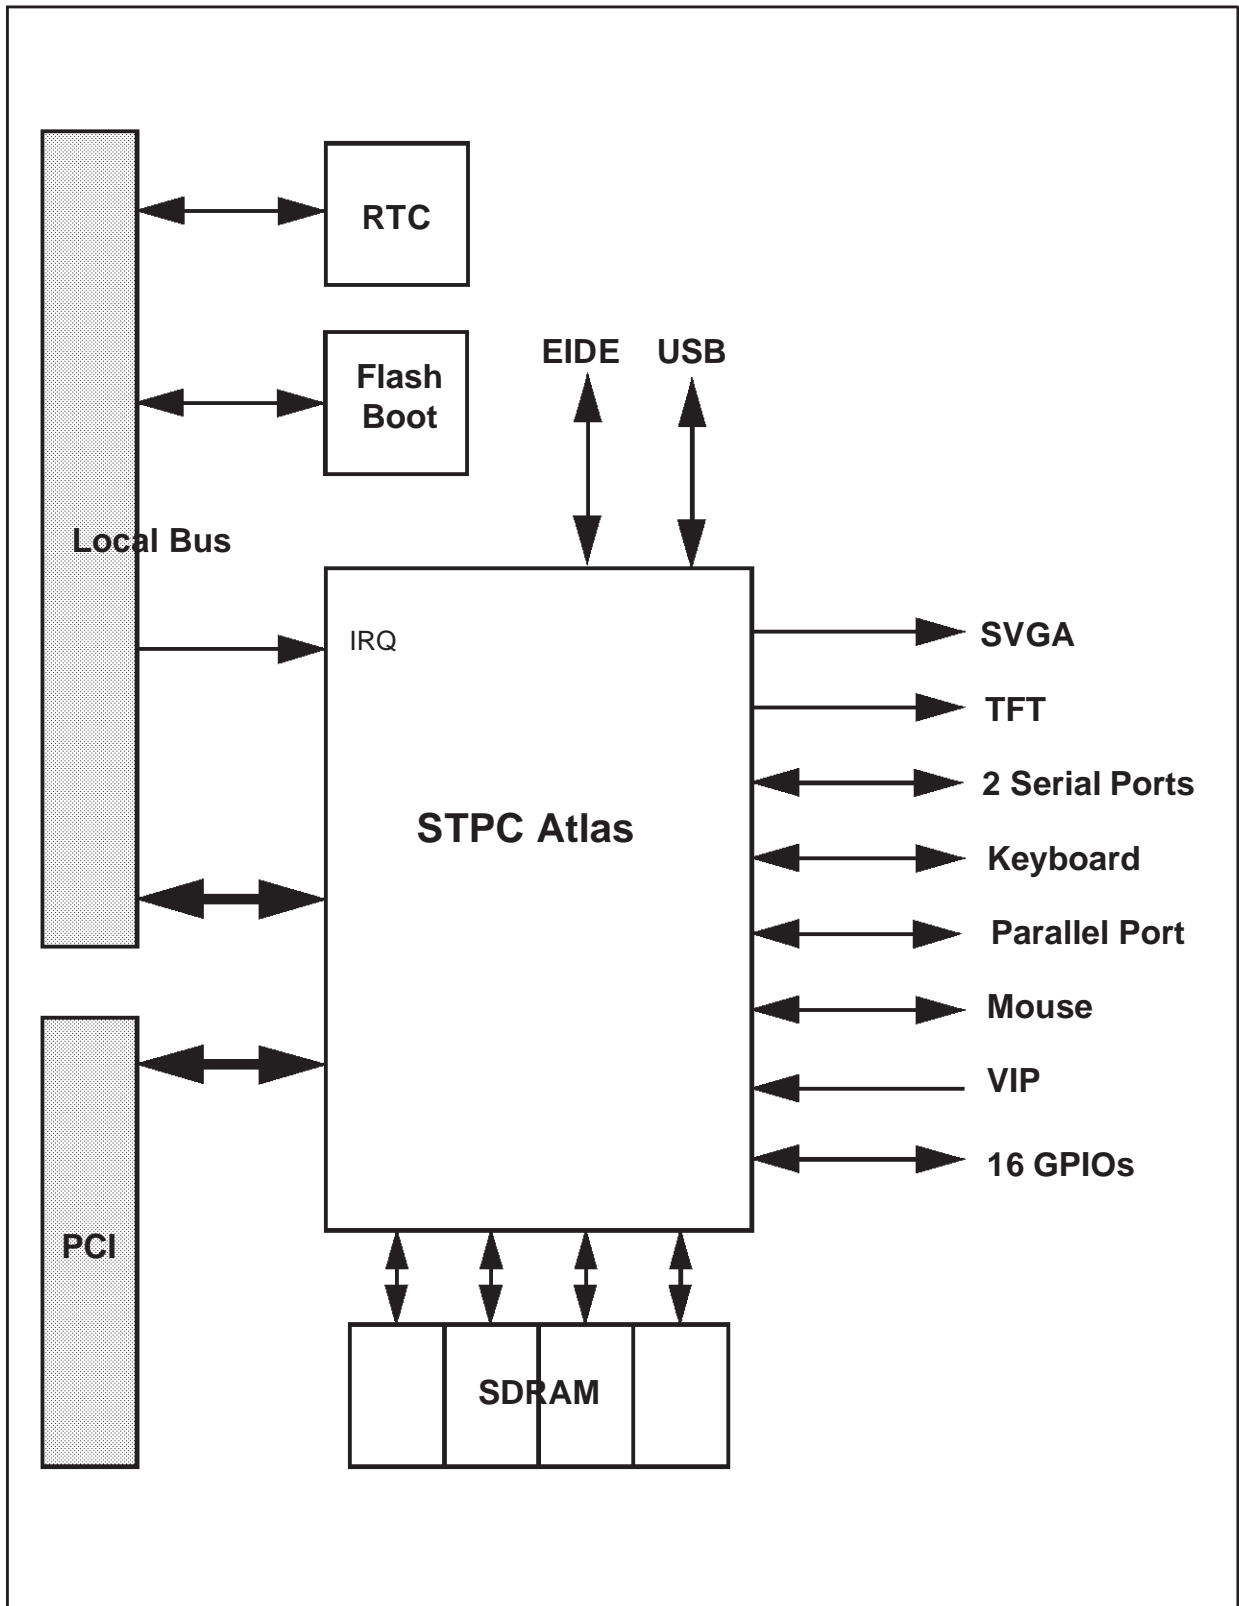 RTC
Flash
Boot
EIDE USB
Local Bus
IRQ
SVGA
TFT
2 Serial Ports
STPC Atlas
Keyboard
Parallel Port
Mouse
VIP
16 GPIOs
PCI
SDRAM